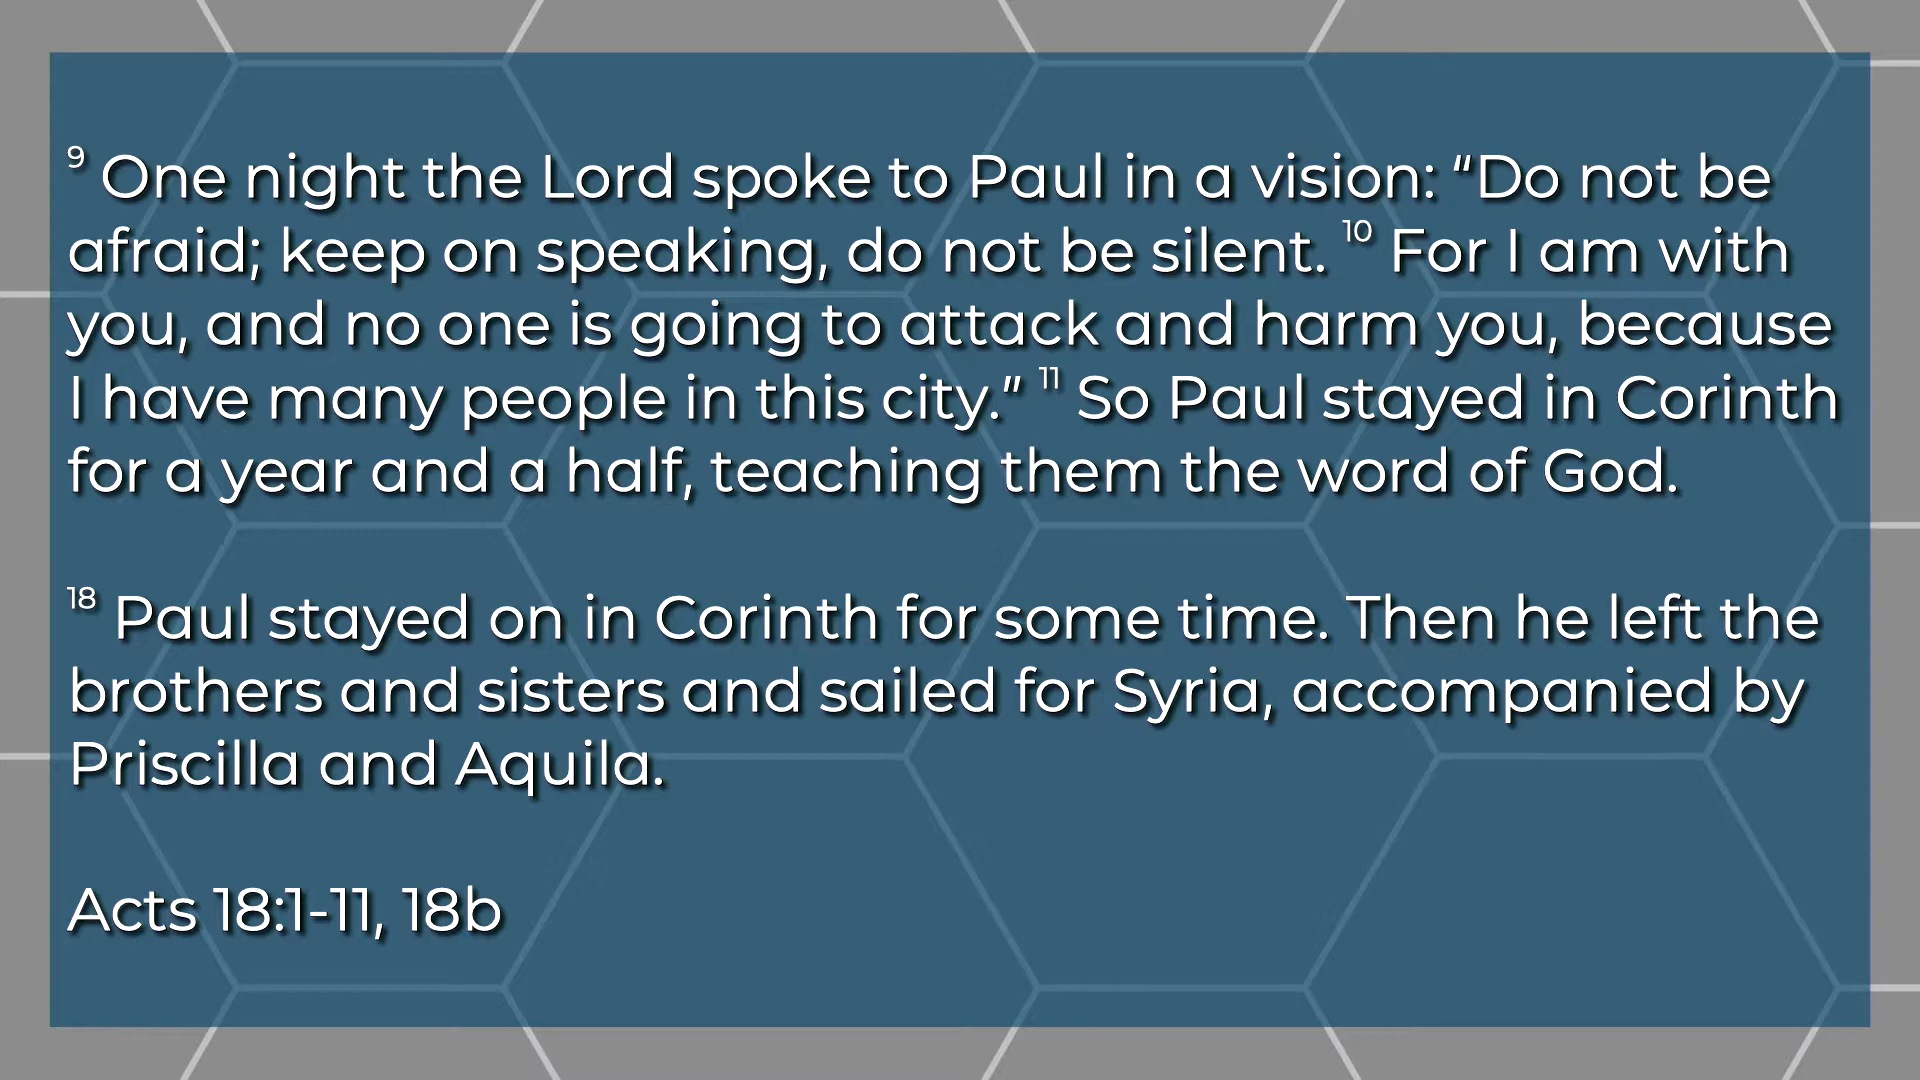 9 One night the Lord spoke to Paul in a vision: “Do not be
afraid; keep on speaking, do not be silent. 10 For I am with
you, and no one is going to attack and harm you, because
I have many people in this city.” 11 So Paul stayed in Corinth
for a year and a half, teaching them the word of God.
18 Paul stayed on in Corinth for some time. Then he left the
brothers and sisters and sailed for Syria, accompanied by
Priscilla and Aquila.
Acts 18:1-11, 18b